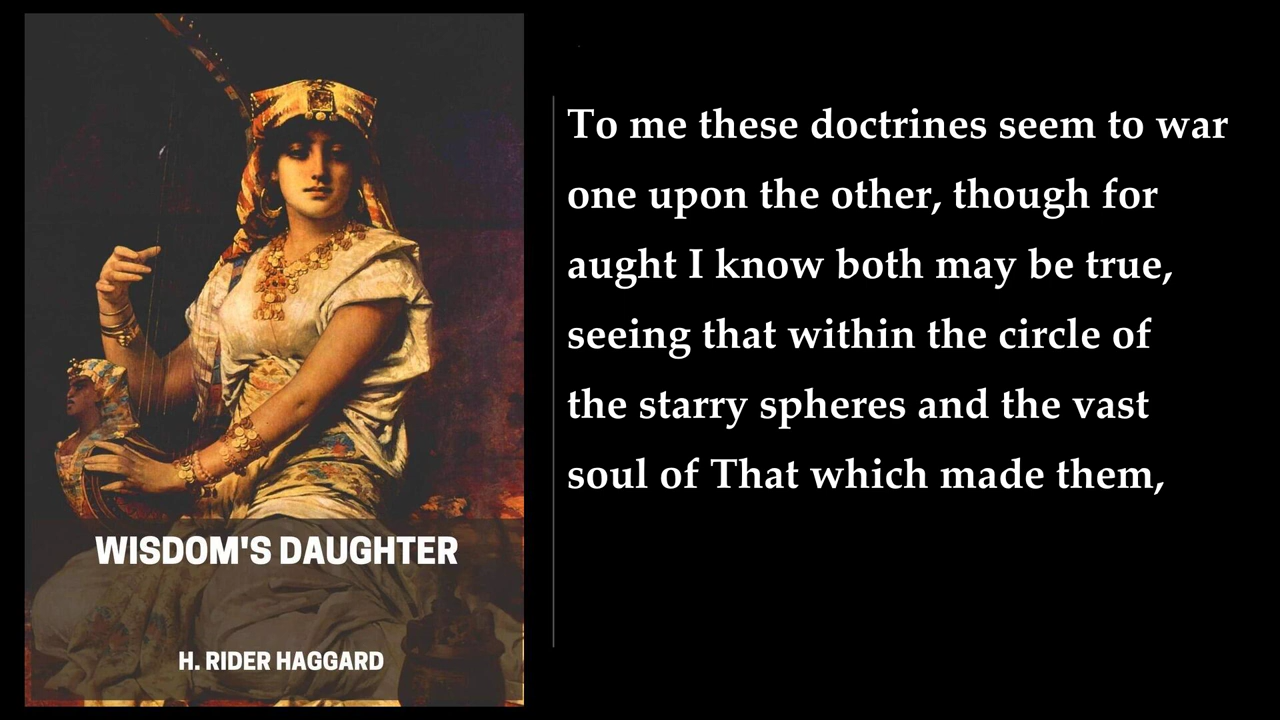 WISDOM'S DAUGHTER
H. RIDER HAGGARD
To me these doctrines seem to war
one upon the other, though for
aught I know both may be true,
seeing that within the circle of
the starry spheres and the vast
soul of That which made them,